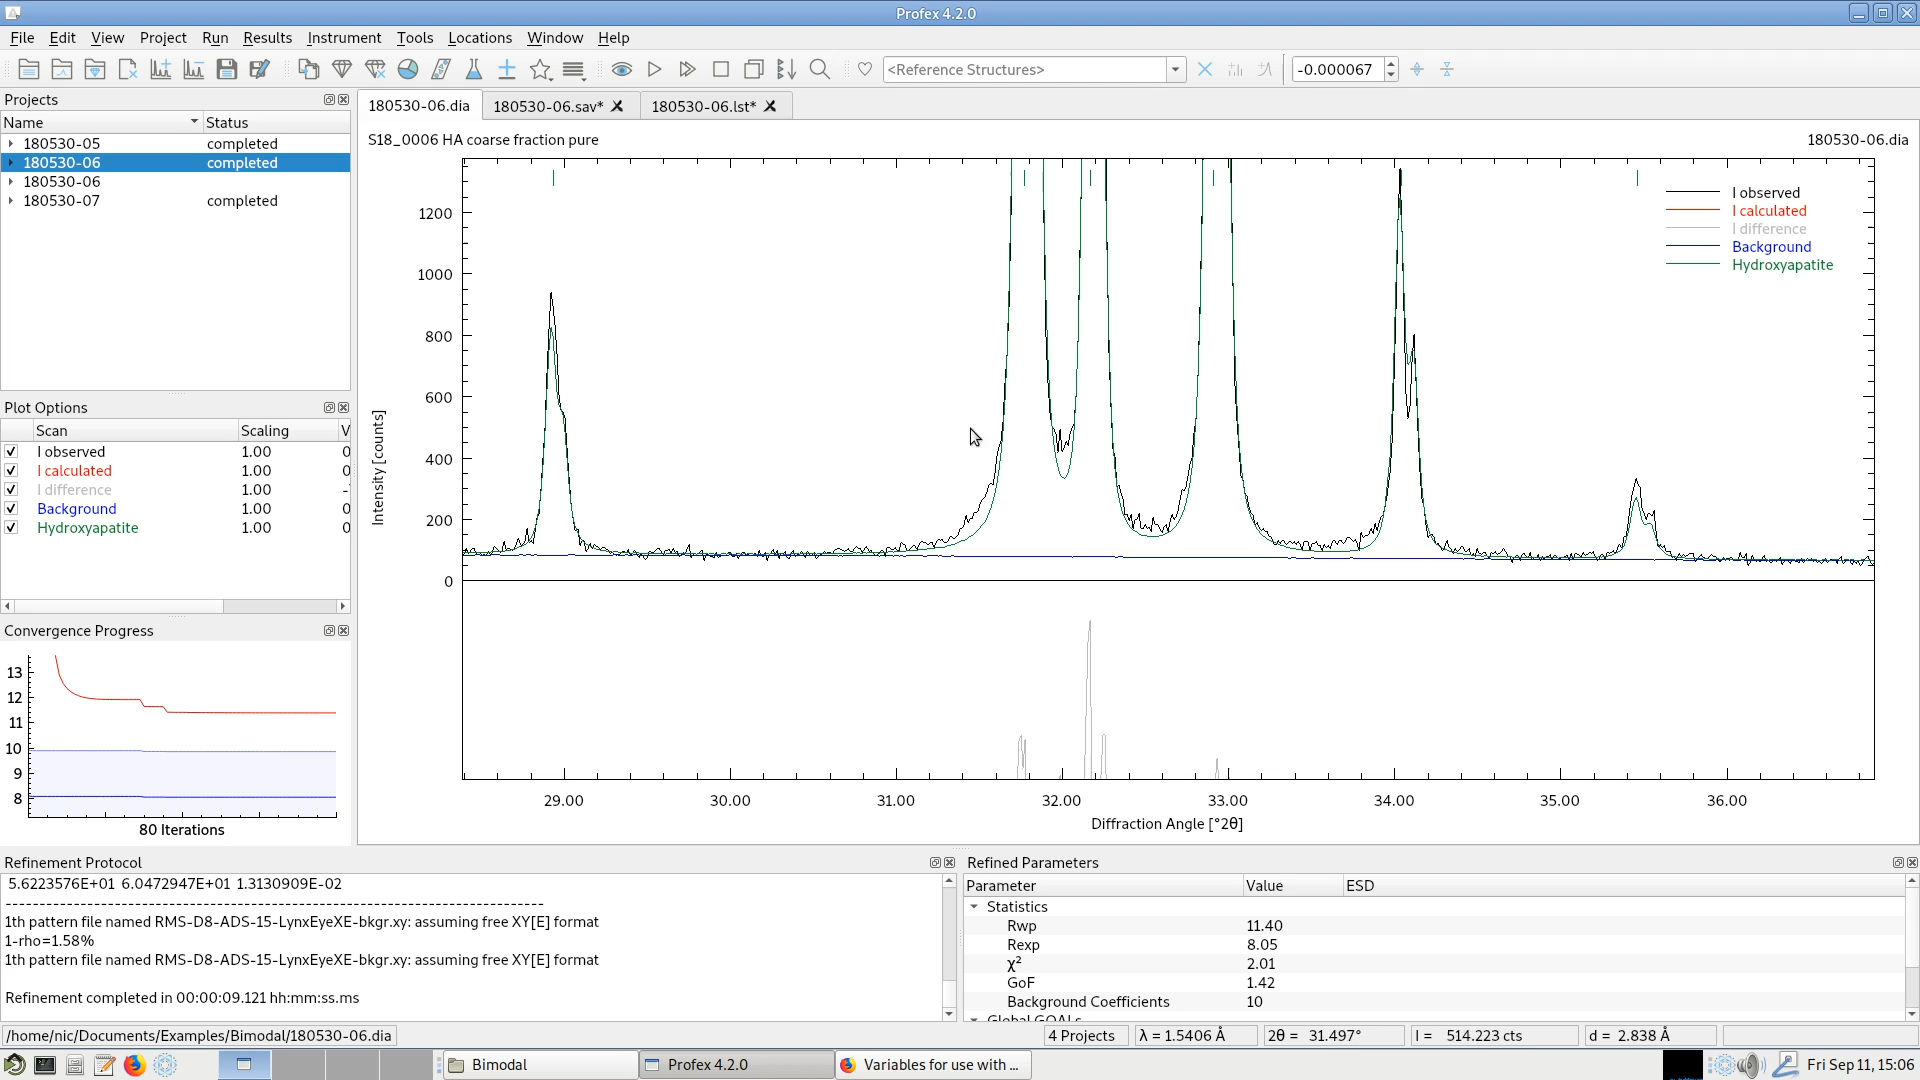 Profex 4.2.0
File Edit View Project Run Results Instrument Tools Locations Window Help
<Reference Structures> -0.000067
Projects
Name Status
180530-05 completed
180530-06 completed
180530-06
180530-07 completed
Plot Options
Scan Scaling V
I observed 1.00 0
I calculated 1.00 0
I difference 1.00 -
Background 1.00 0
Hydroxyapatite 1.00 0
Convergence Progress
13
12
11
10
9
8
80 Iterations
180530-06.dia 180530-06.sav* 180530-06.lst*
S18_0006 HA coarse fraction pure 180530-06.dia
I observed
I calculated
I difference
Background
Hydroxyapatite
1200
1000
800
600
400
200
0
Intensity [counts]
29.00 30.00 31.00 32.00 33.00 34.00 35.00 36.00
Diffraction Angle [°2θ]
Refinement Protocol
5.6223576E+01 6.0472947E+01 1.3130909E-02
--------------------------------------------------------------------------------
1th pattern file named RMS-D8-ADS-15-LynxEyeXE-bkgr.xy: assuming free XY[E] format
1-rho=1.58%
1th pattern file named RMS-D8-ADS-15-LynxEyeXE-bkgr.xy: assuming free XY[E] format
Refinement completed in 00:00:09.121 hh:mm:ss.ms
Refined Parameters
Parameter Value ESD
Statistics
Rwp 11.40
Rexp 8.05
χ² 2.01
GoF 1.42
Background Coefficients 10
Global GOALs
/home/nic/Documents/Examples/Bimodal/180530-06.dia 4 Projects λ = 1.5406 Å 2θ = 31.497° I = 514.223 cts d = 2.838 Å
Bimodal Profex 4.2.0 Variables for use with ... Fri Sep 11, 15:06